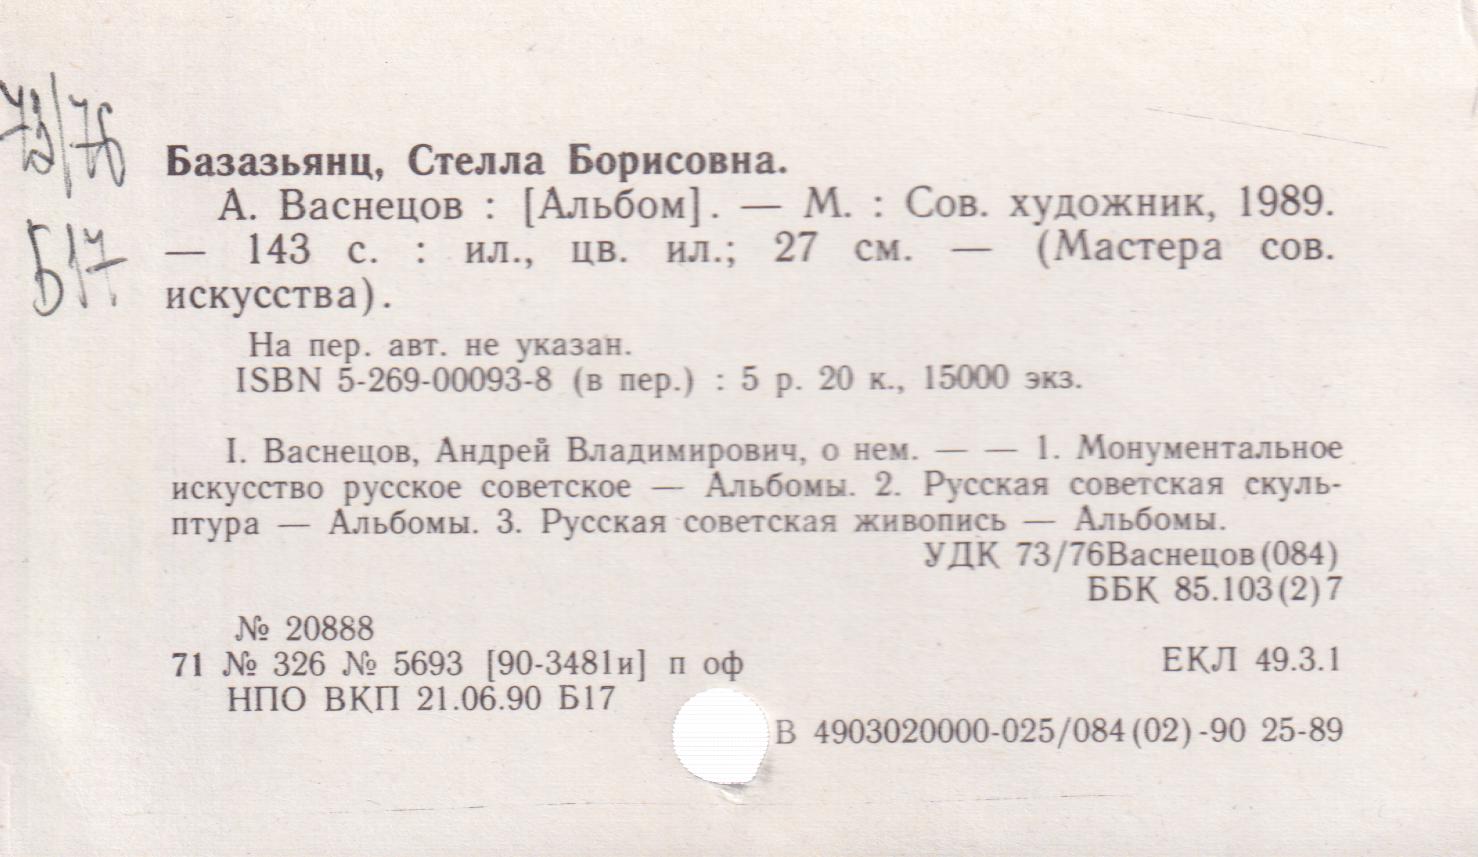 73/76
Б17
Базазьянц, Стелла Борисовна.
А. Васнецов : [Альбом]. — М. : Сов. художник, 1989.
— 143 с. : ил., цв. ил.; 27 см. — (Мастера сов.
искусства).
На пер. авт. не указан.
ISBN 5-269-00093-8 (в пер.) : 5 р. 20 к., 15000 экз.
I. Васнецов, Андрей Владимирович, о нем. — — 1. Монументальное
искусство русское советское — Альбомы. 2. Русская советская скуль-
птура — Альбомы. 3. Русская советская живопись — Альбомы.
УДК 73/76Васнецов(084)
ББК 85.103(2)7
№ 20888
71 № 326 № 5693 [90-3481и] п оф
ЕКЛ 49.3.1
НПО ВКП 21.06.90 Б17
В 4903020000-025/084(02)-90 25-89